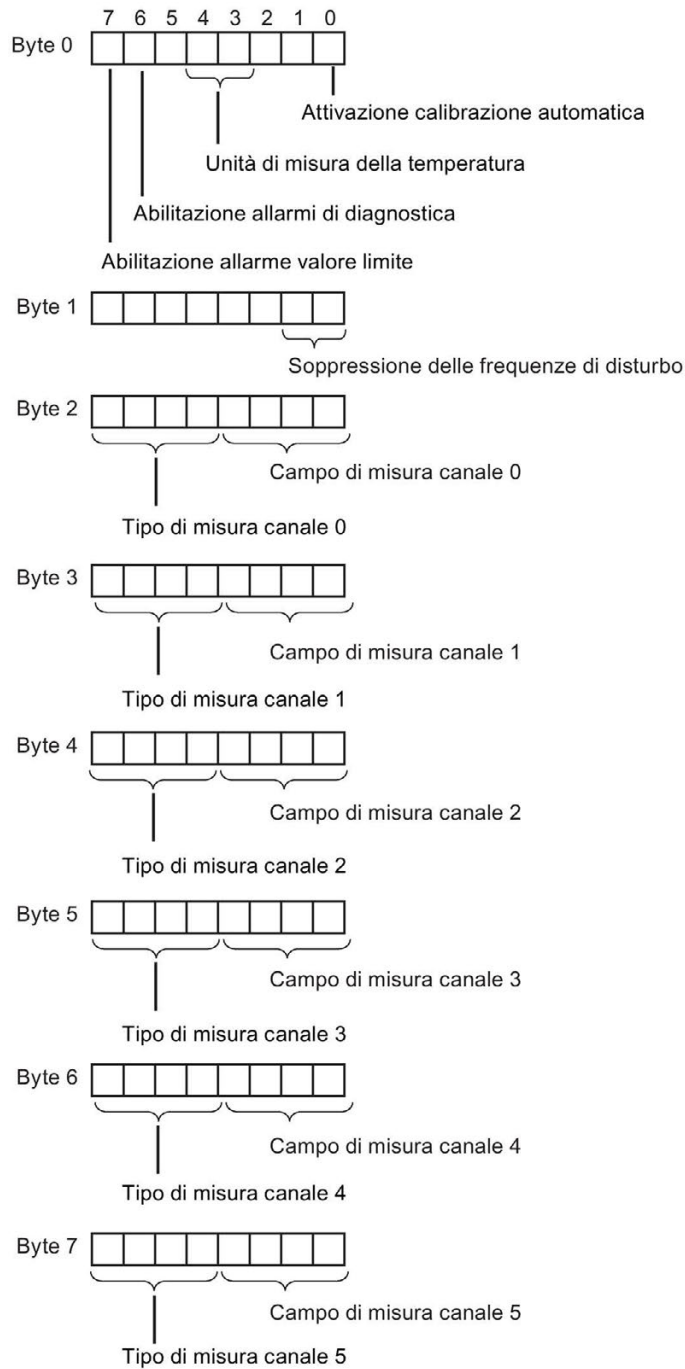 7 6 5 4 3 2 1 0
Byte 0
Attivazione calibrazione automatica
Unità di misura della temperatura
Abilitazione allarmi di diagnostica
Abilitazione allarme valore limite
Byte 1
Soppressione delle frequenze di disturbo
Byte 2
Campo di misura canale 0
Tipo di misura canale 0
Byte 3
Campo di misura canale 1
Tipo di misura canale 1
Byte 4
Campo di misura canale 2
Tipo di misura canale 2
Byte 5
Campo di misura canale 3
Tipo di misura canale 3
Byte 6
Campo di misura canale 4
Tipo di misura canale 4
Byte 7
Campo di misura canale 5
Tipo di misura canale 5